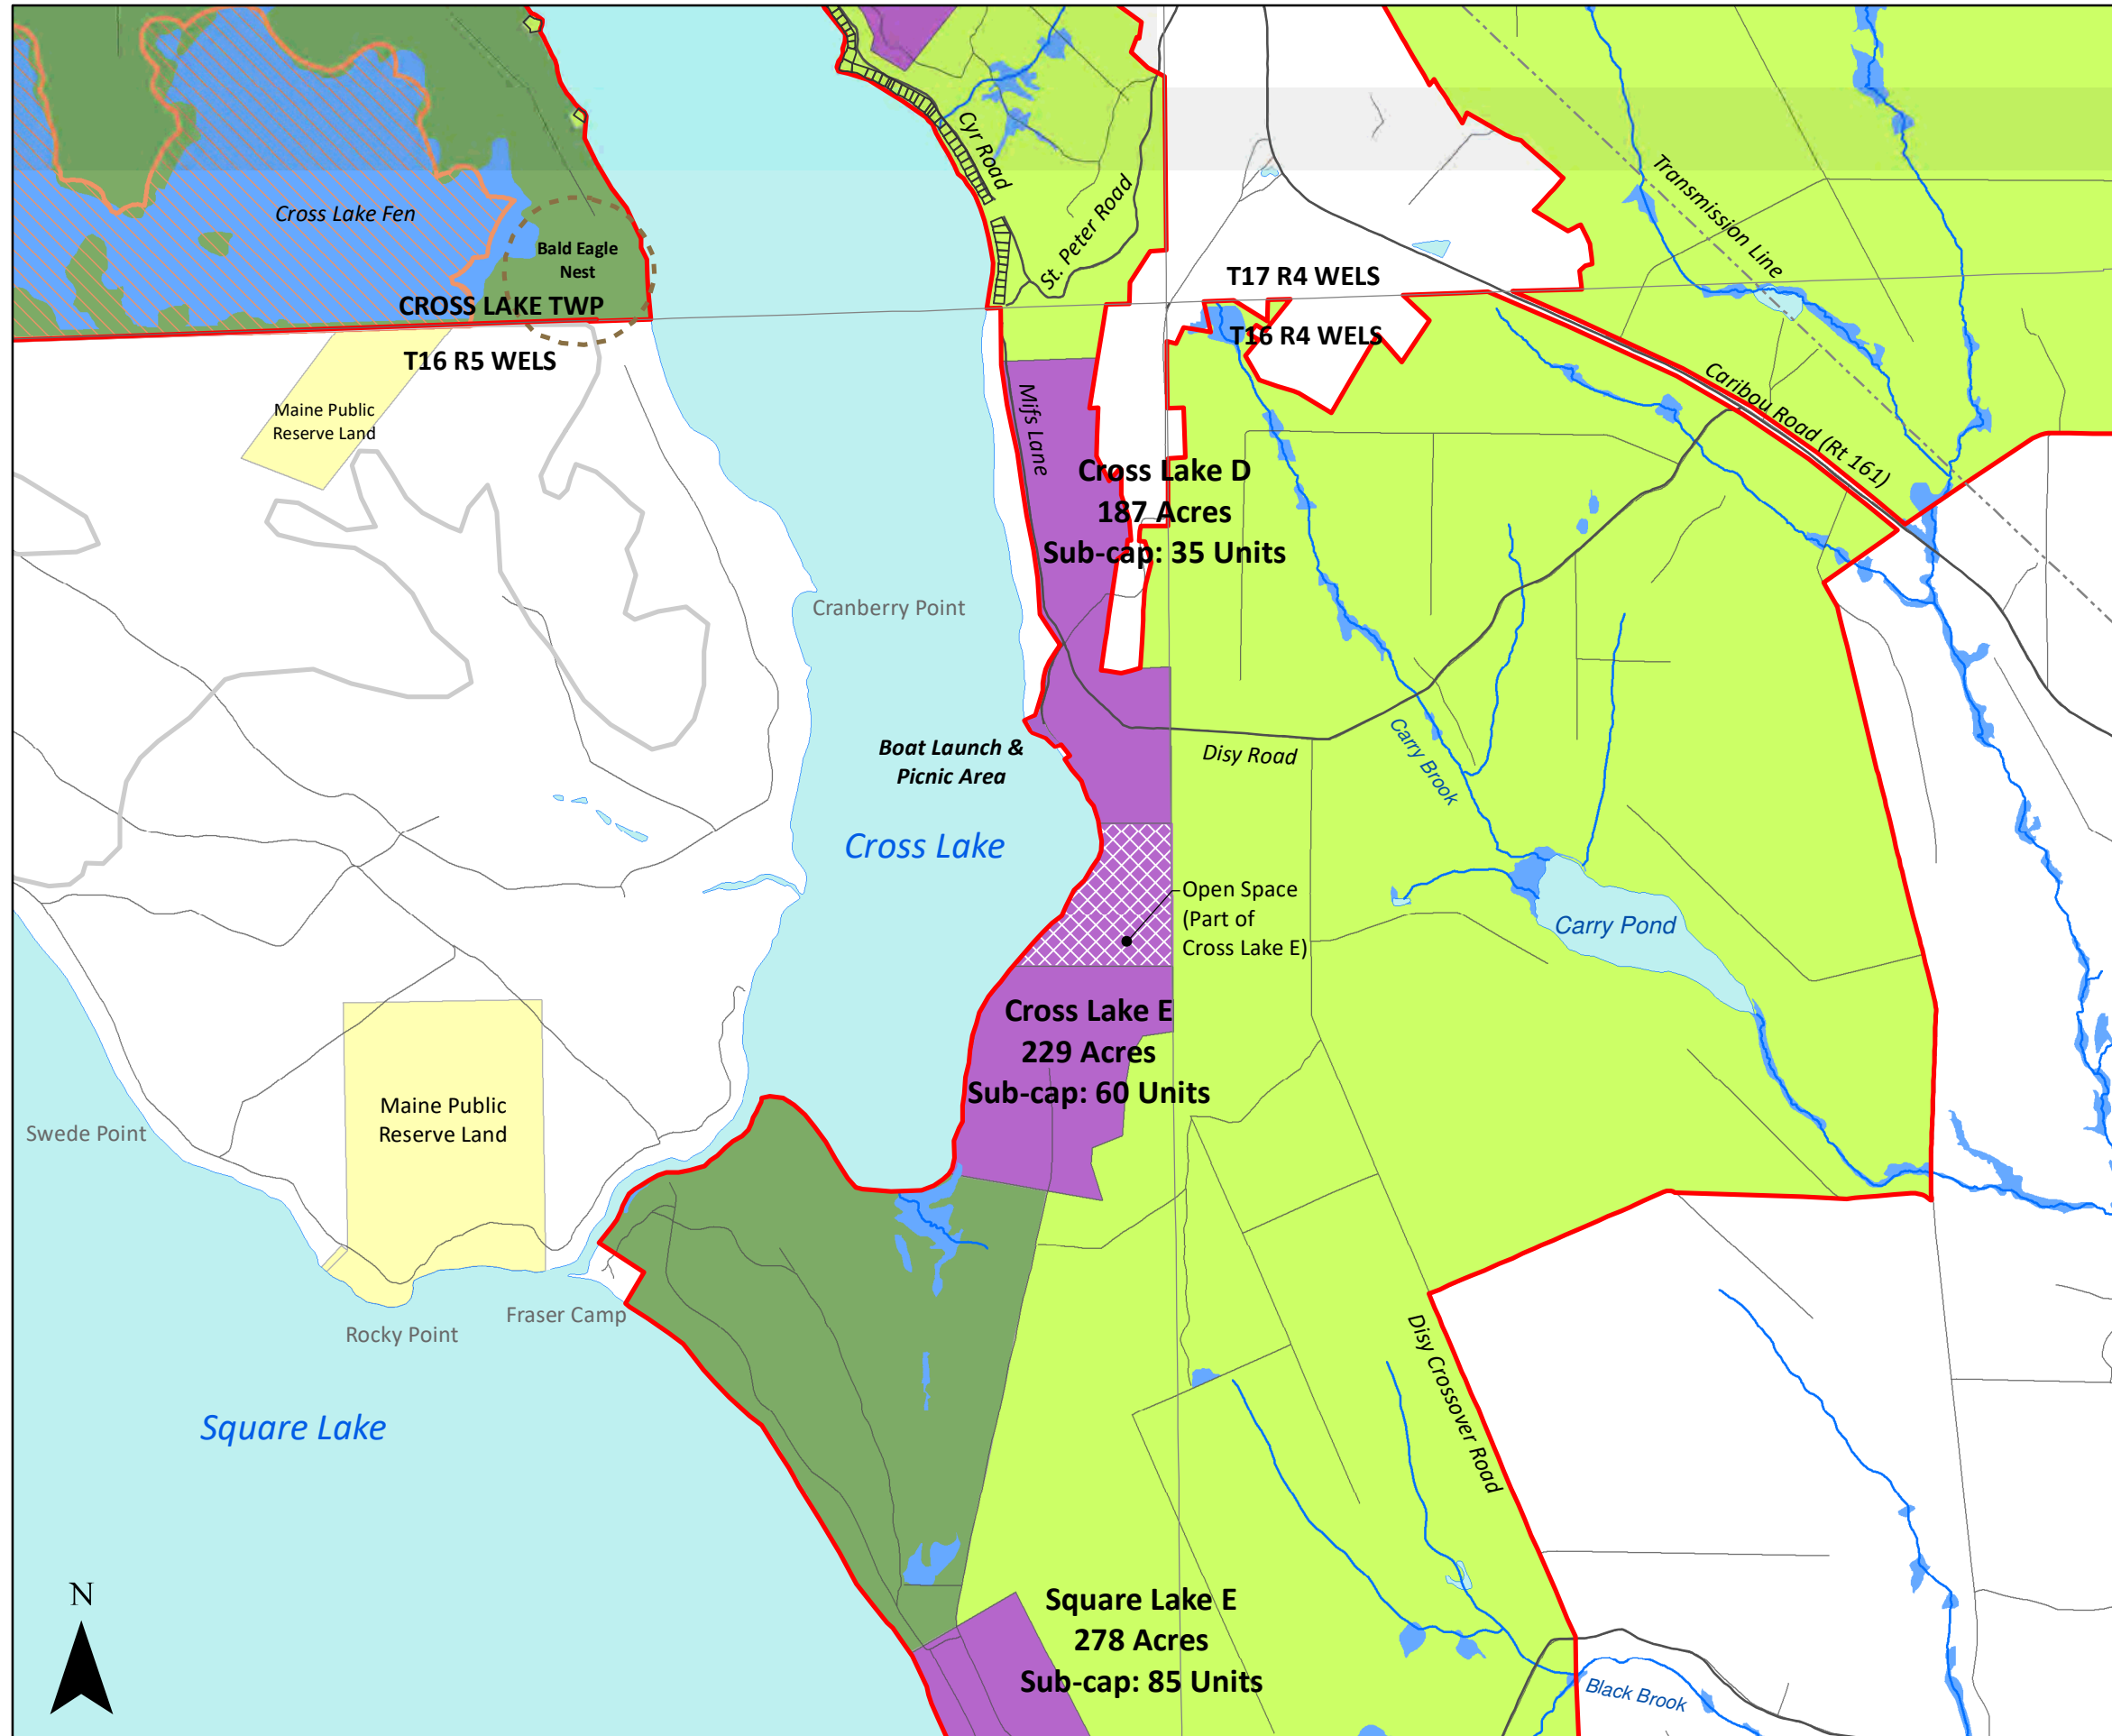 Cyr Road
St. Peter Road
Transmission Line
Cross Lake Fen
Bald Eagle
Nest
CROSS LAKE TWP
T17 R4 WELS
T16 R4 WELS
T16 R5 WELS
Maine Public
Reserve Land
Mifs Lane
Caribou Road (Rt 161)
Cross Lake D
187 Acres
Sub-cap: 35 Units
Cranberry Point
Boat Launch &
Picnic Area
Disy Road
Carry Brook
Cross Lake
Open Space
(Part of
Cross Lake E)
Carry Pond
Cross Lake E
229 Acres
Sub-cap: 60 Units
Maine Public
Reserve Land
Swede Point
Fraser Camp
Rocky Point
Disy Crossover Road
Square Lake
N
Square Lake E
278 Acres
Sub-cap: 85 Units
Black Brook